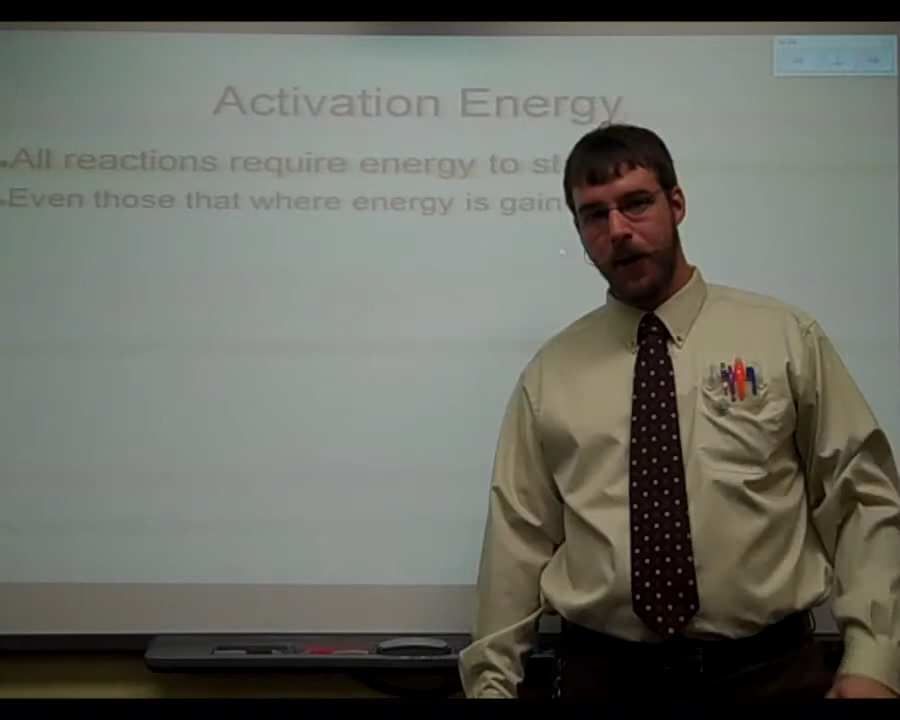 Activation Energy
•All reactions require energy to st
•Even those that where energy is gain